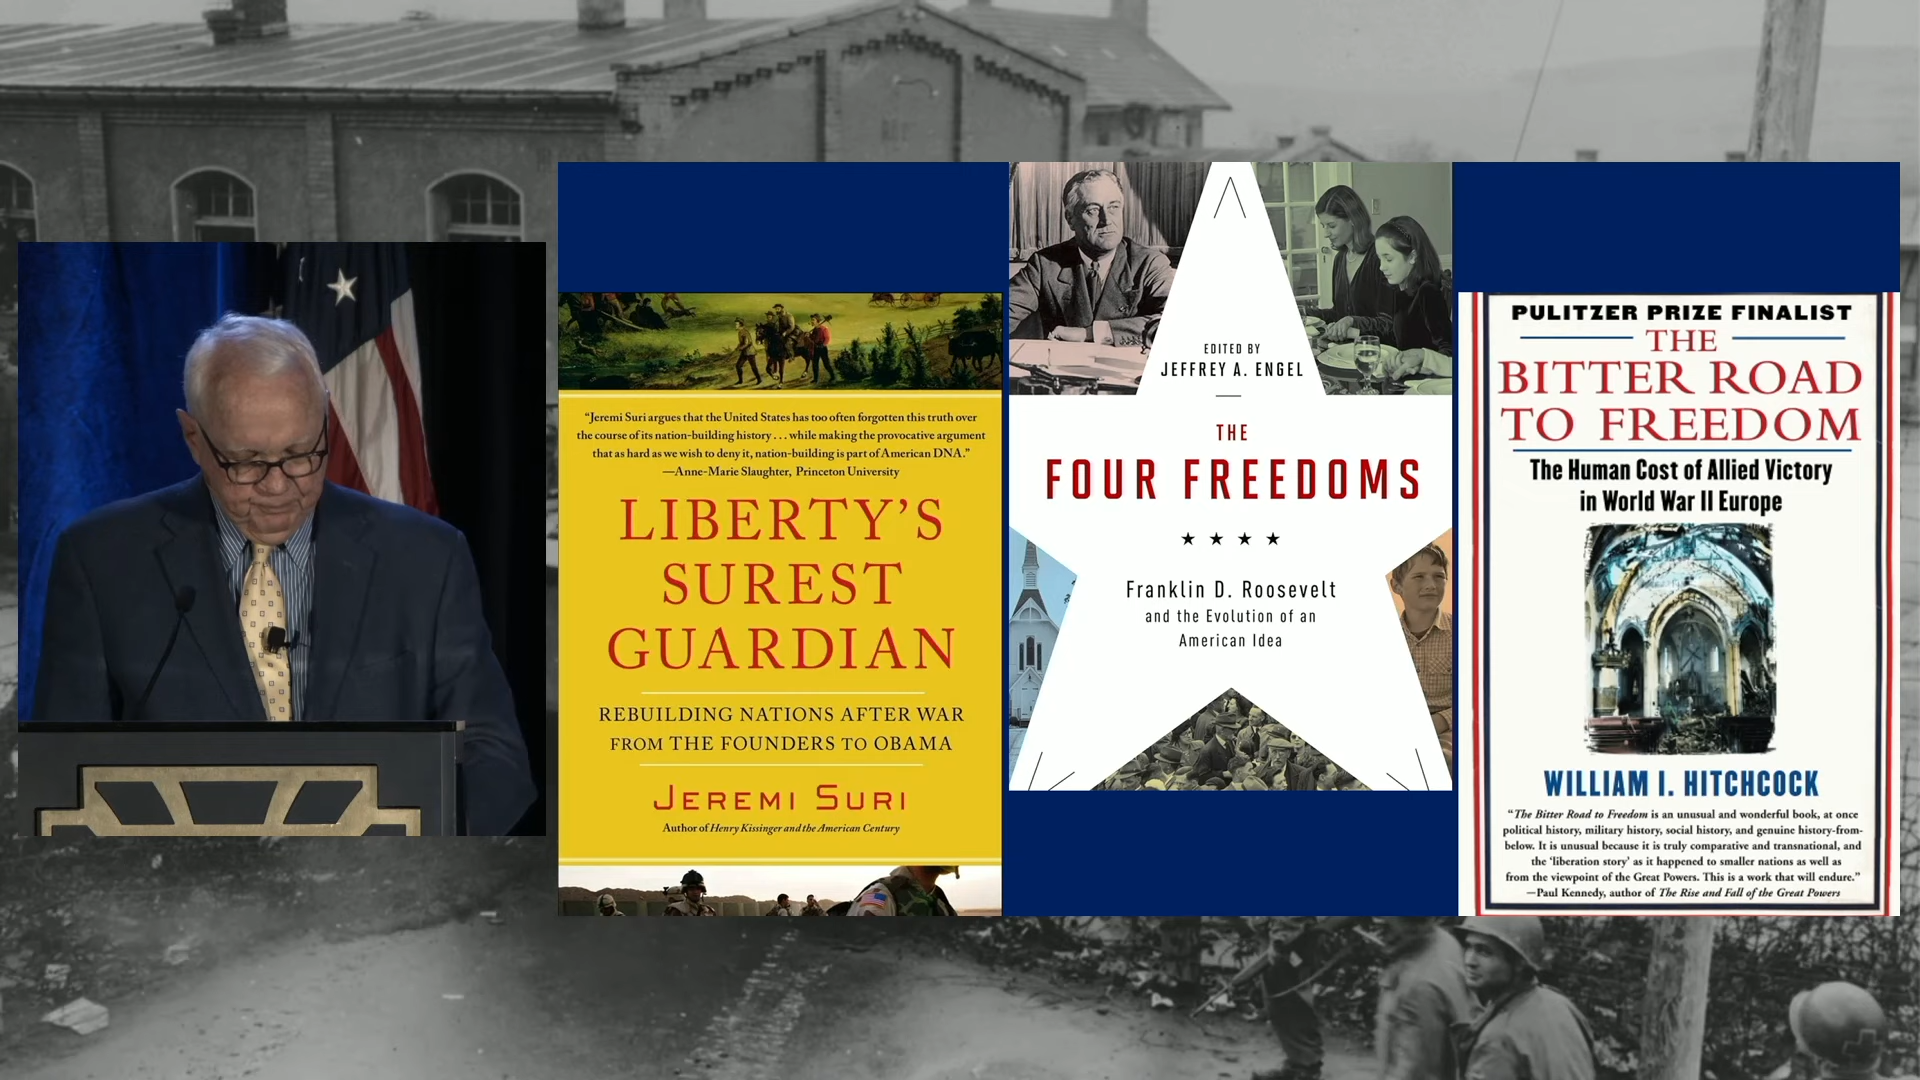 “Jeremi Suri argues that the United States has too often forgotten this truth over
the course of its nation-building history . . . while making the provocative argument
that as hard as we wish to deny it, nation-building is part of American DNA.”
—Anne-Marie Slaughter, Princeton University
LIBERTY’S
SUREST
GUARDIAN
REBUILDING NATIONS AFTER WAR
FROM THE FOUNDERS TO OBAMA
JEREMI SURI
Author of Henry Kissinger and the American Century
EDITED BY
JEFFREY A. ENGEL
THE
FOUR FREEDOMS
Franklin D. Roosevelt
and the Evolution of an
American Idea
PULITZER PRIZE FINALIST
THE
BITTER ROAD
TO FREEDOM
The Human Cost of Allied Victory
in World War II Europe
WILLIAM I. HITCHCOCK
“The Bitter Road to Freedom is an unusual and wonderful book, at once
political history, military history, social history, and genuine history-from-
below. It is unusual because it is truly comparative and transnational, and
the ‘liberation story’ as it happened to smaller nations as well as
from the viewpoint of the Great Powers. This is a work that will endure.”
—Paul Kennedy, author of The Rise and Fall of the Great Powers